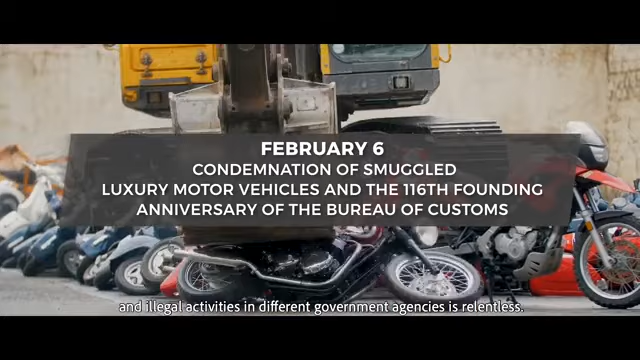 FEBRUARY 6
CONDEMNATION OF SMUGGLED
LUXURY MOTOR VEHICLES AND THE 116TH FOUNDING
ANNIVERSARY OF THE BUREAU OF CUSTOMS
and illegal activities in different government agencies is relentless.